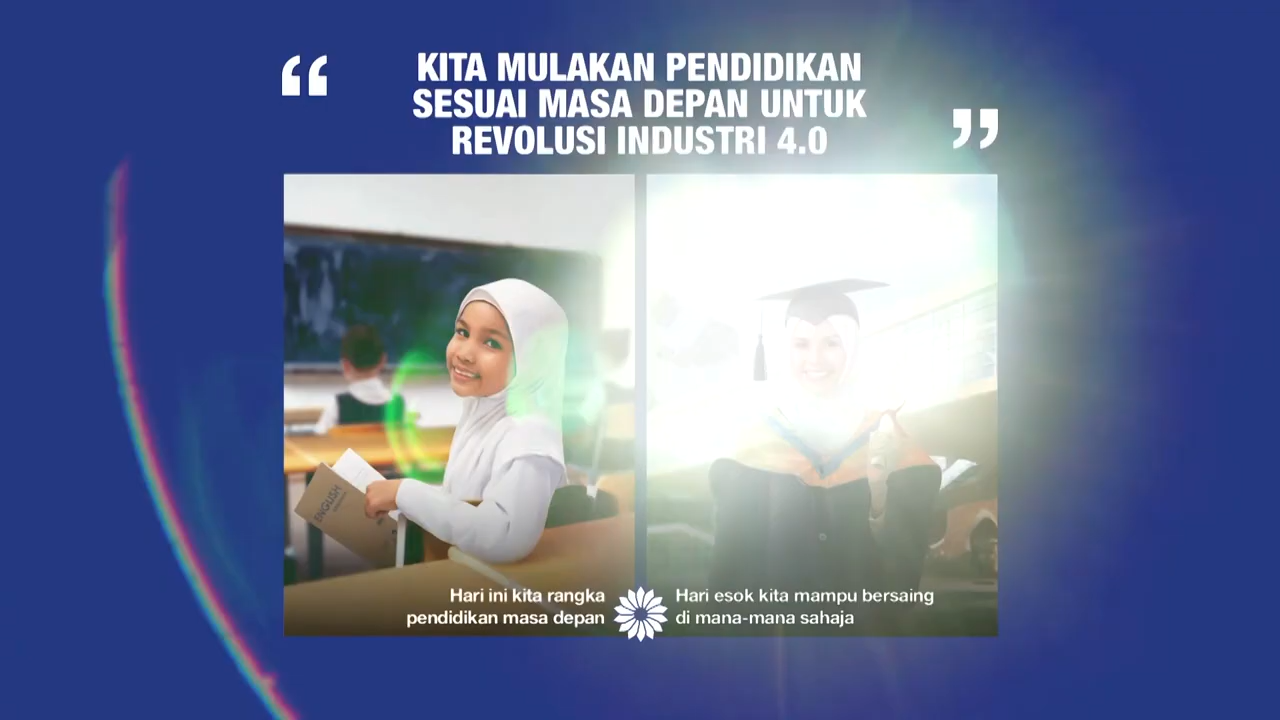 “ KITA MULAKAN PENDIDIKAN
SESUAI MASA DEPAN UNTUK
REVOLUSI INDUSTRI 4.0 ”
ENGLISH
Hari ini kita rangka
pendidikan masa depan
Hari esok kita mampu bersaing
di mana-mana sahaja